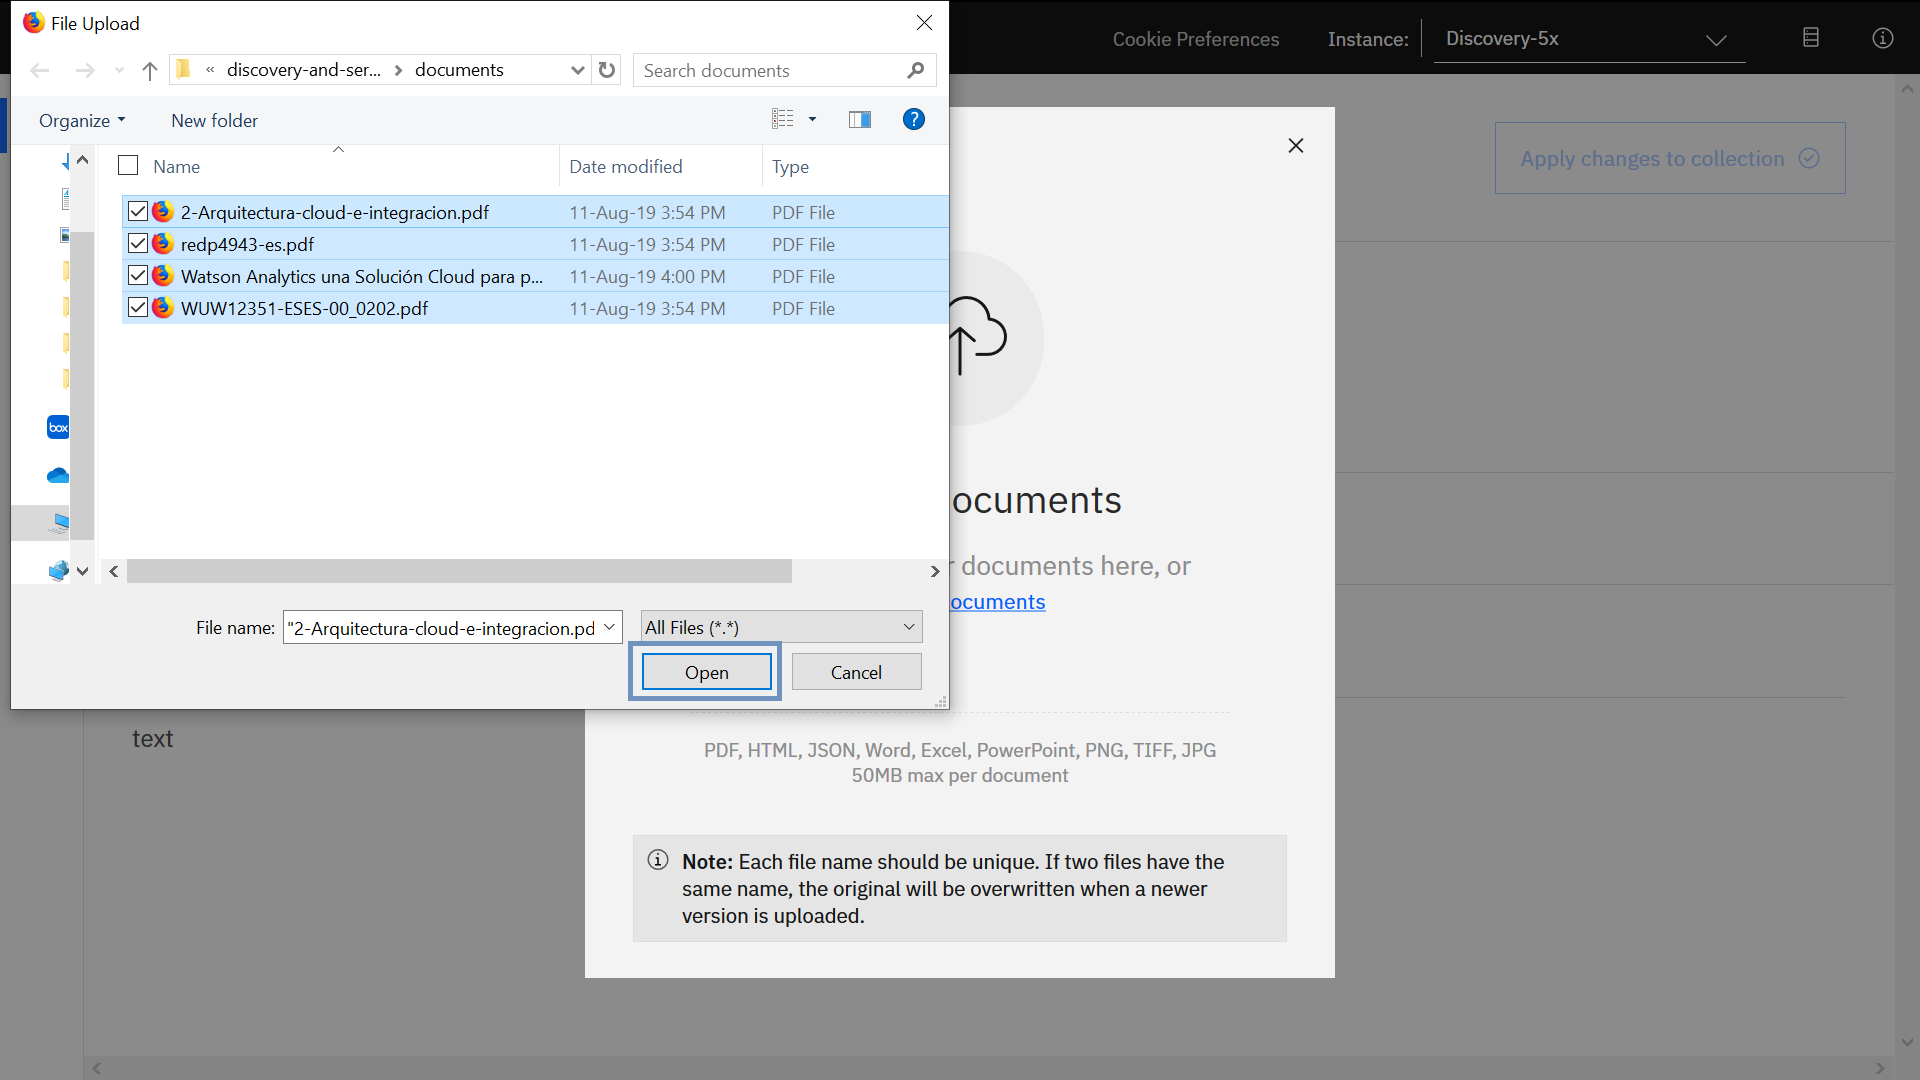 File Upload
Cookie Preferences
Instance:
Discovery-5x
« discovery-and-ser... > documents
Search documents
Organize
New folder
Apply changes to collection
Name
Date modified
Type
2-Arquitectura-cloud-e-integracion.pdf 11-Aug-19 3:54 PM PDF File
redp4943-es.pdf 11-Aug-19 3:54 PM PDF File
Watson Analytics una Solución Cloud para p... 11-Aug-19 4:00 PM PDF File
WUW12351-ESES-00_0202.pdf 11-Aug-19 3:54 PM PDF File
box
ocuments
r documents here, or
ocuments
File name: "2-Arquitectura-cloud-e-integracion.pd
All Files (*.*)
Open
Cancel
text
PDF, HTML, JSON, Word, Excel, PowerPoint, PNG, TIFF, JPG
50MB max per document
Note: Each file name should be unique. If two files have the
same name, the original will be overwritten when a newer
version is uploaded.